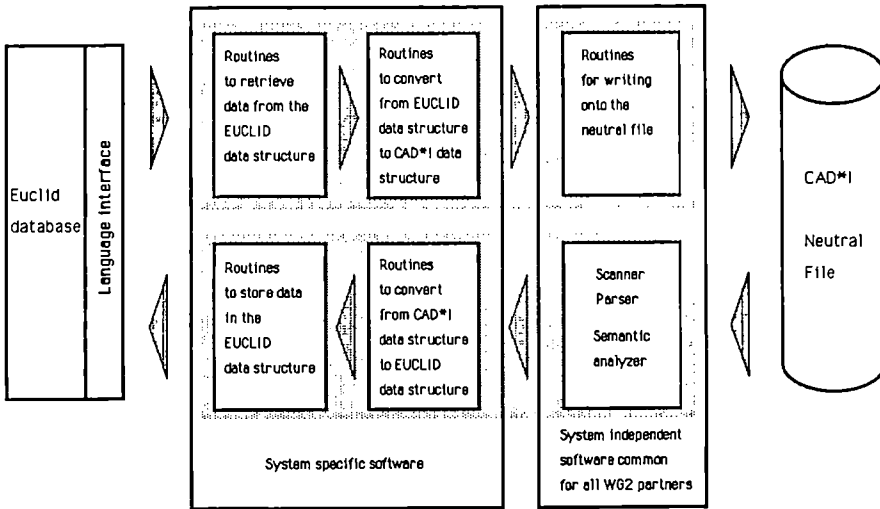 Euclid
database
Language interface
Routines
to retrieve
data from the
EUCLID
data structure
Routines
to convert
from EUCLID
data structure
to CAD*I data
structure
Routines
for writing
onto the
neutral file
CAD*I
Neutral
File
Routines
to store data
in the
EUCLID
data structure
Routines
to convert
from CAD*I
data structure
to EUCLID
data structure
Scanner
Parser
Semantic
analyzer
System specific software
System independent
software common
for all WG2 partners